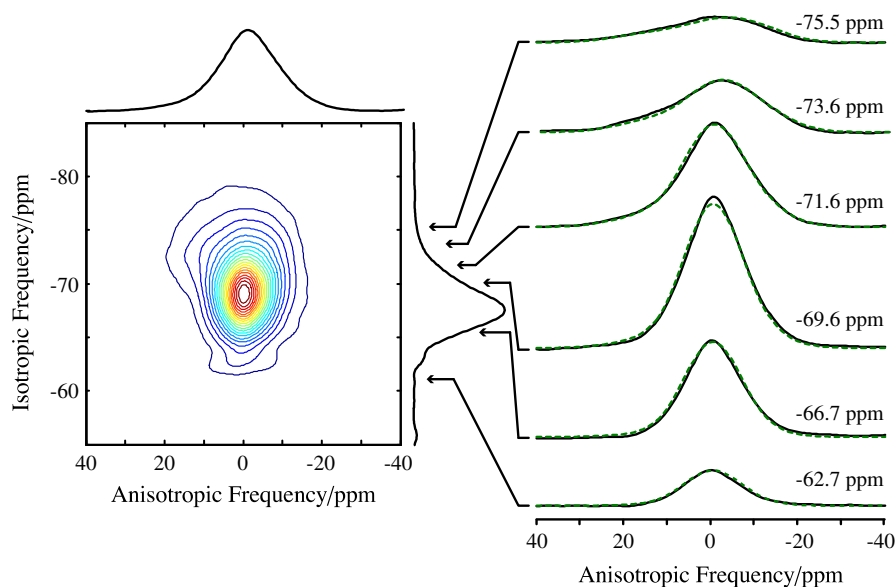 -75.5 ppm
-73.6 ppm
-71.6 ppm
-69.6 ppm
-66.7 ppm
-62.7 ppm
Isotropic Frequency/ppm
-80
-70
-60
40 20 0 -20 -40
Anisotropic Frequency/ppm
40 20 0 -20 -40
Anisotropic Frequency/ppm